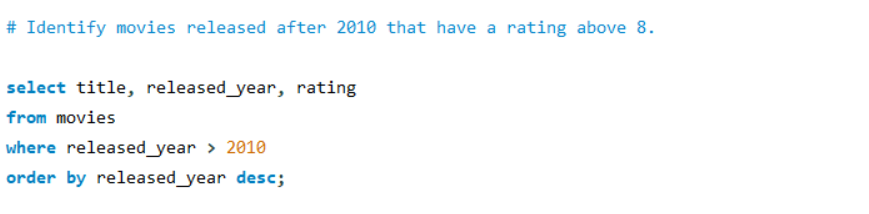 # Identify movies released after 2010 that have a rating above 8.
select title, released_year, rating
from movies
where released_year > 2010
order by released_year desc;